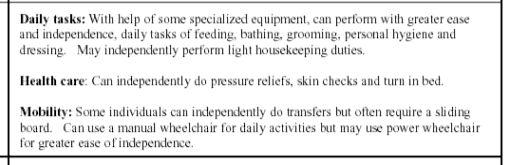 Daily tasks: With help of some specialized equipment, can perform with greater ease
and independence, daily tasks of feeding, bathing, grooming, personal hygiene and
dressing.   May independently perform light housekeeping duties.
Health care: Can independently do pressure reliefs, skin checks and turn in bed.
Mobility: Some individuals can independently do transfers but often require a sliding
board.   Can use a manual wheelchair for daily activities but may use power wheelchair
for greater ease of independence.